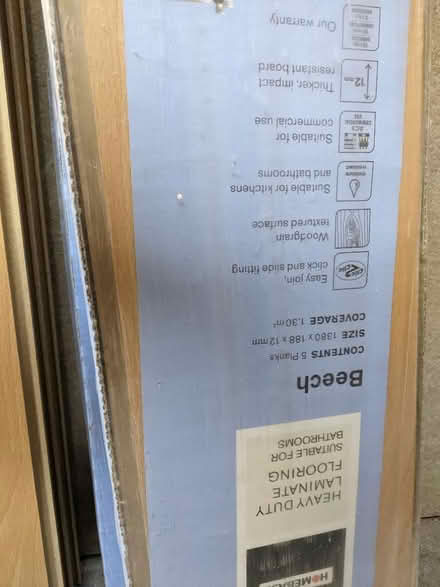 HOMEBASE
HEAVY DUTY
LAMINATE
FLOORING
SUITABLE FOR
BATHROOMS
Beech
CONTENTS 5 Planks
SIZE 1380 x 188 x 12mm
COVERAGE 1.30m²
Easy join,
click and slide fitting
Woodgrain
textured surface
Suitable for kitchens
and bathrooms
Suitable for
commercial use
Thicker, impact
resistant board
12mm
Our warranty